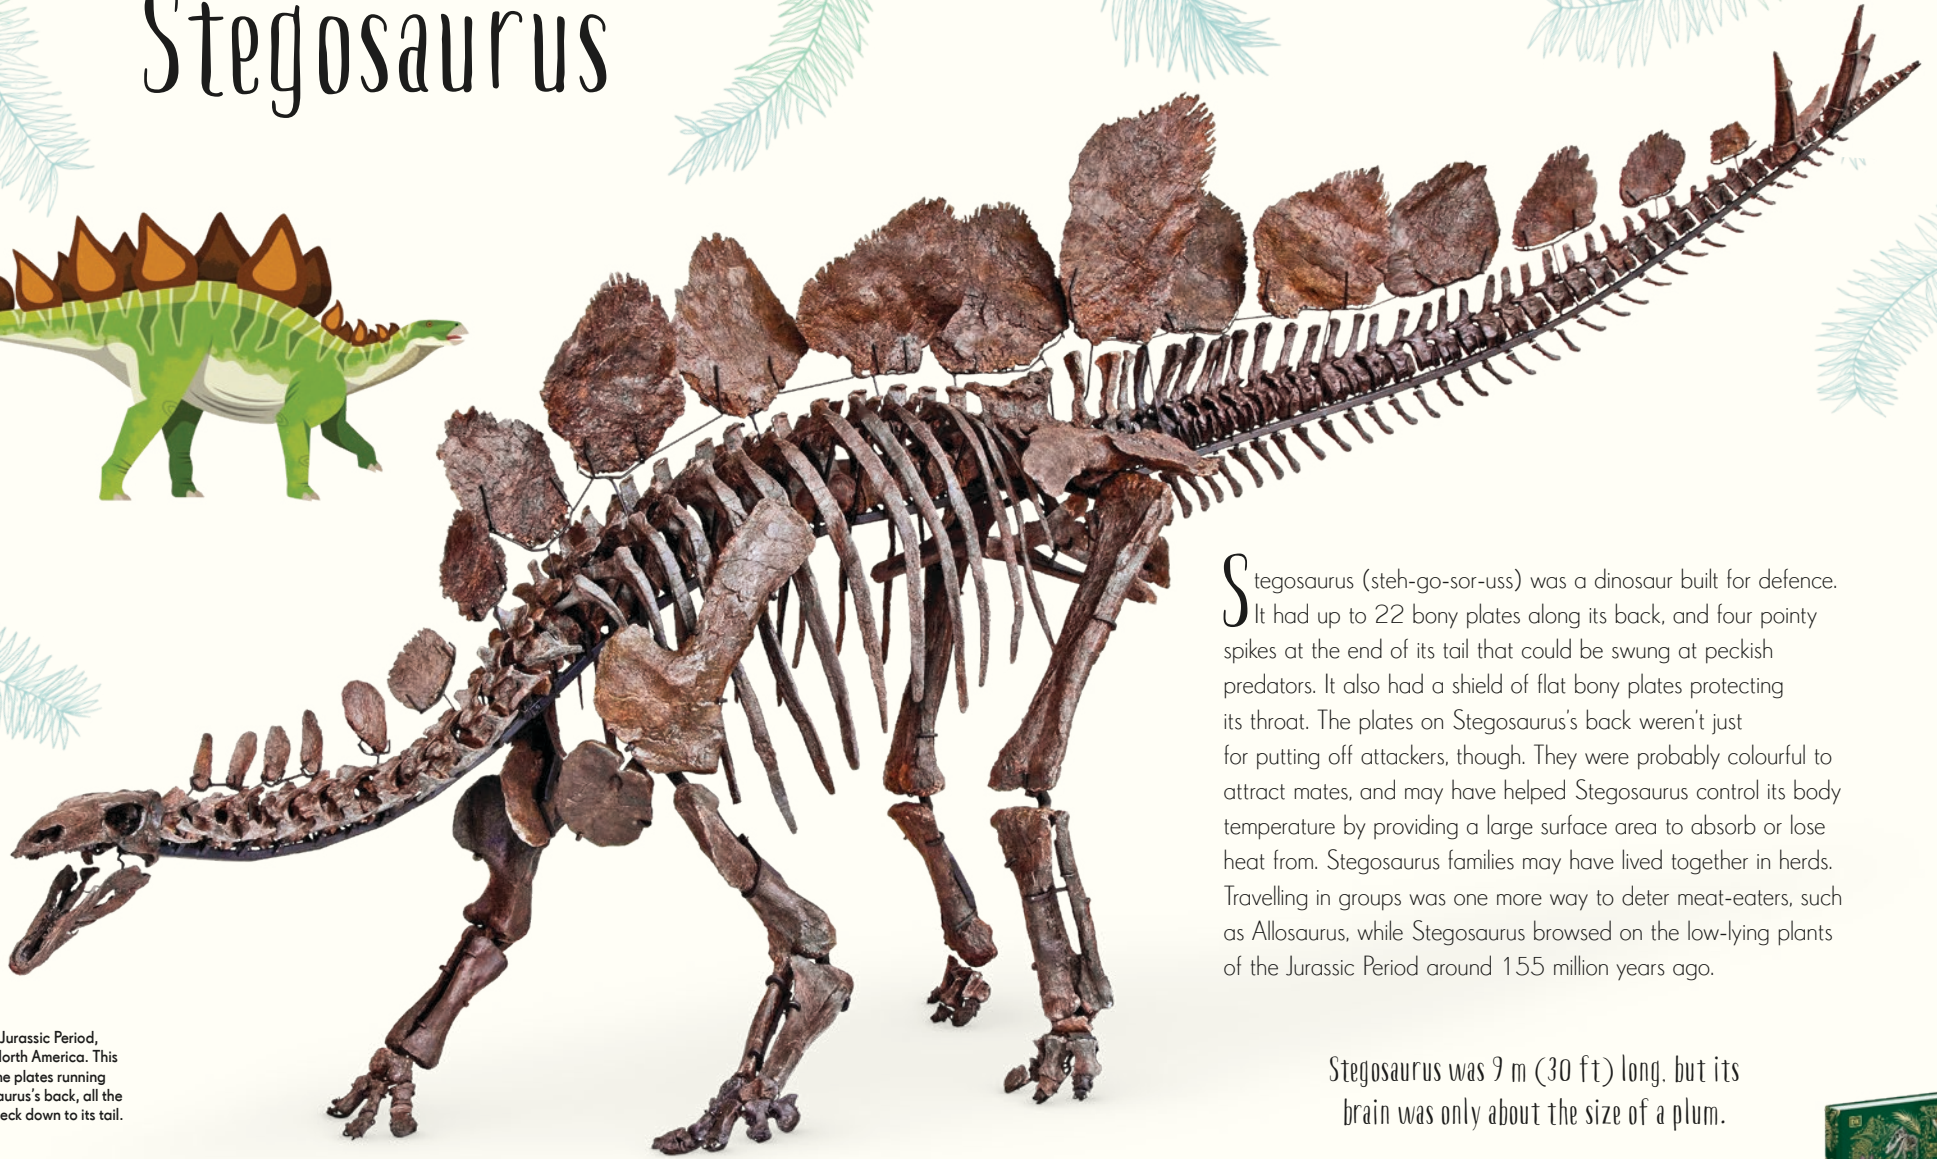 Stegosaurus
Stegosaurus (steh-go-sor-uss) was a dinosaur built for defence.
It had up to 22 bony plates along its back, and four pointy
spikes at the end of its tail that could be swung at peckish
predators. It also had a shield of flat bony plates protecting
its throat. The plates on Stegosaurus's back weren't just
for putting off attackers, though. They were probably colourful to
attract mates, and may have helped Stegosaurus control its body
temperature by providing a large surface area to absorb or lose
heat from. Stegosaurus families may have lived together in herds.
Travelling in groups was one more way to deter meat-eaters, such
as Allosaurus, while Stegosaurus browsed on the low-lying plants
of the Jurassic Period around 155 million years ago.
Jurassic Period,
orth America. This
e plates running
aurus's back, all the
eck down to its tail.
Stegosaurus was 9 m (30 ft) long, but its
brain was only about the size of a plum.
DK